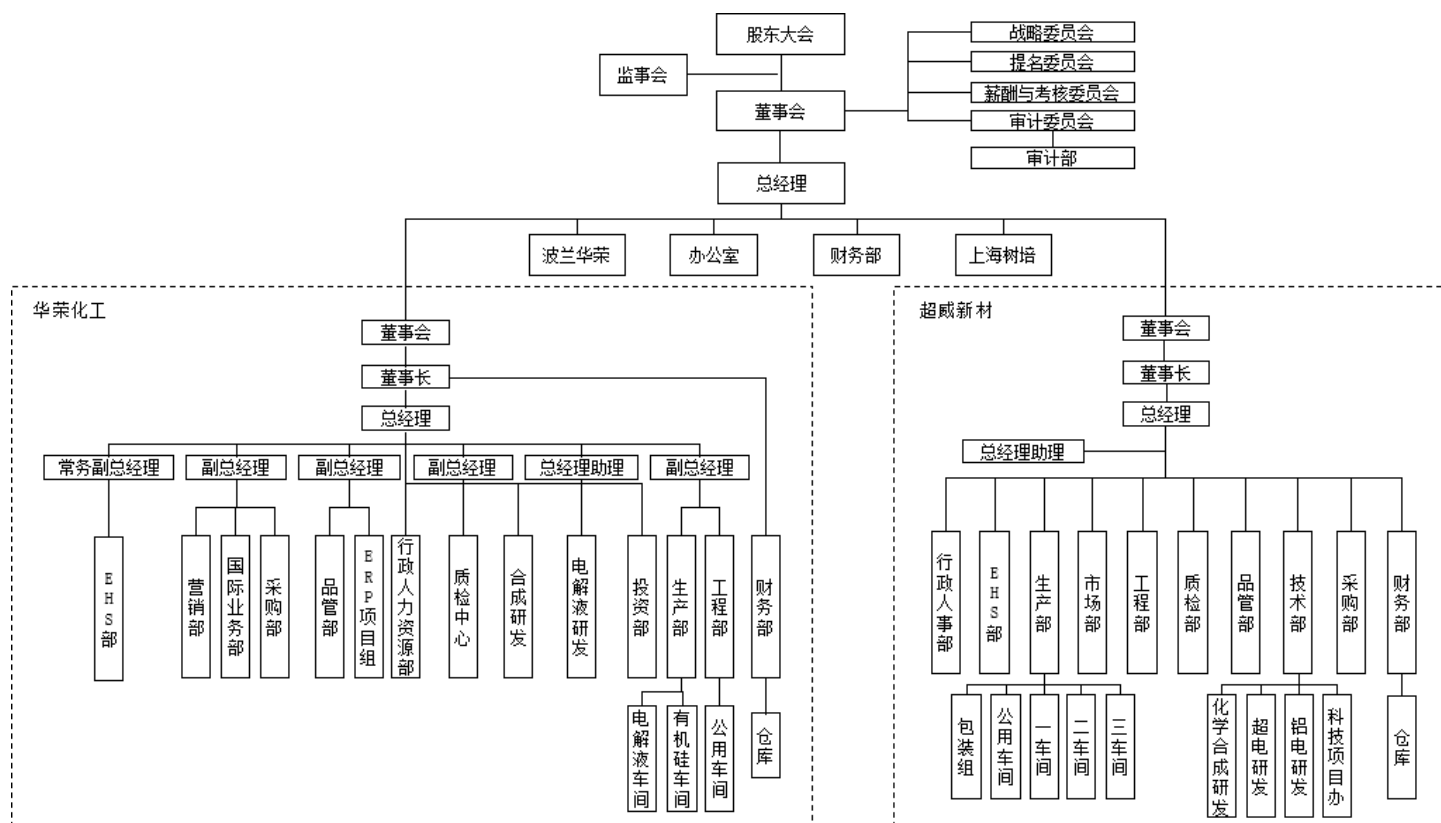 股东大会
战略委员会
监事会
提名委员会
薪酬与考核委员会
董事会
审计委员会
审计部
总经理
波兰华荣
办公室
财务部
上海树培
华荣化工
董事会
董事长
总经理
常务副总经理
副总经理
副总经理
副总经理
总经理助理
副总经理
EHS部
营销部
国际业务部
采购部
品管部
ERP项目组
行政人力资源部
质检中心
合成研发
电解液研发
投资部
生产部
工程部
财务部
电解液车间
有机硅车间
公用车间
仓库
超威新材
董事会
董事长
总经理
总经理助理
行政人事部
EHS部
生产部
市场部
工程部
质检部
品管部
技术部
采购部
财务部
包装组
公用车间
一车间
二车间
三车间
化学合成研发
超电研发
铝电研发
科技项目办
仓库